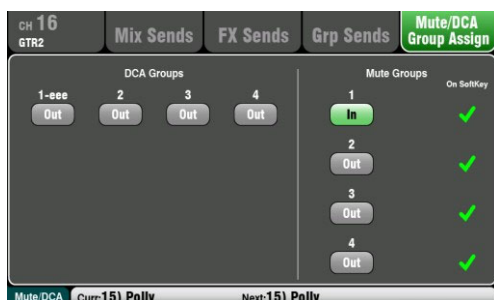 CH 16
GTR2
Mix Sends
FX Sends
Grp Sends
Mute/DCA
Group Assign
DCA Groups
1-eee 2 3 4
Out Out Out Out
Mute Groups
On SoftKey
1
In
2
Out
3
Out
4
Out
Mute/DCA Curr:15) Polly Next:15) Polly